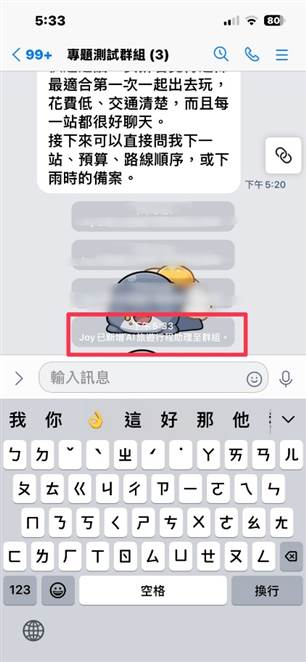 5:33
80
99+
專題測試群組 (3)
最適合第一次一起出去玩，
花費低、交通清楚，而且每
一站都很好聊天。
接下來可以直接問我下一
站、預算、路線順序，或下
雨時的備案。
下午5:20
Joy已新增AI旅遊行程助理至群組。
輸入訊息
我 你 👌 這 好 那 他
ㄅ ㄉ ˇ ˋ ㄓ ˊ ˙ ㄚ ㄞ ㄢ ㄦ
ㄆ ㄊ ㄍ ㄐ ㄔ ㄗ ㄧ ㄛ ㄟ ㄣ
ㄇ ㄋ ㄎ ㄑ ㄕ ㄘ ㄨ ㄜ ㄠ ㄤ
ㄈ ㄌ ㄏ ㄒ ㄖ ㄙ ㄩ ㄝ ㄡ ㄥ
123 空格 換行